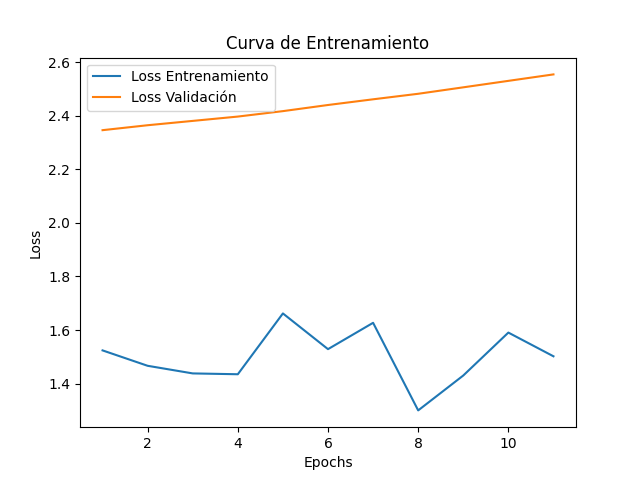 Curva de Entrenamiento
Loss Entrenamiento
Loss Validación
Loss
2.6
2.4
2.2
2.0
1.8
1.6
1.4
2 4 6 8 10
Epochs